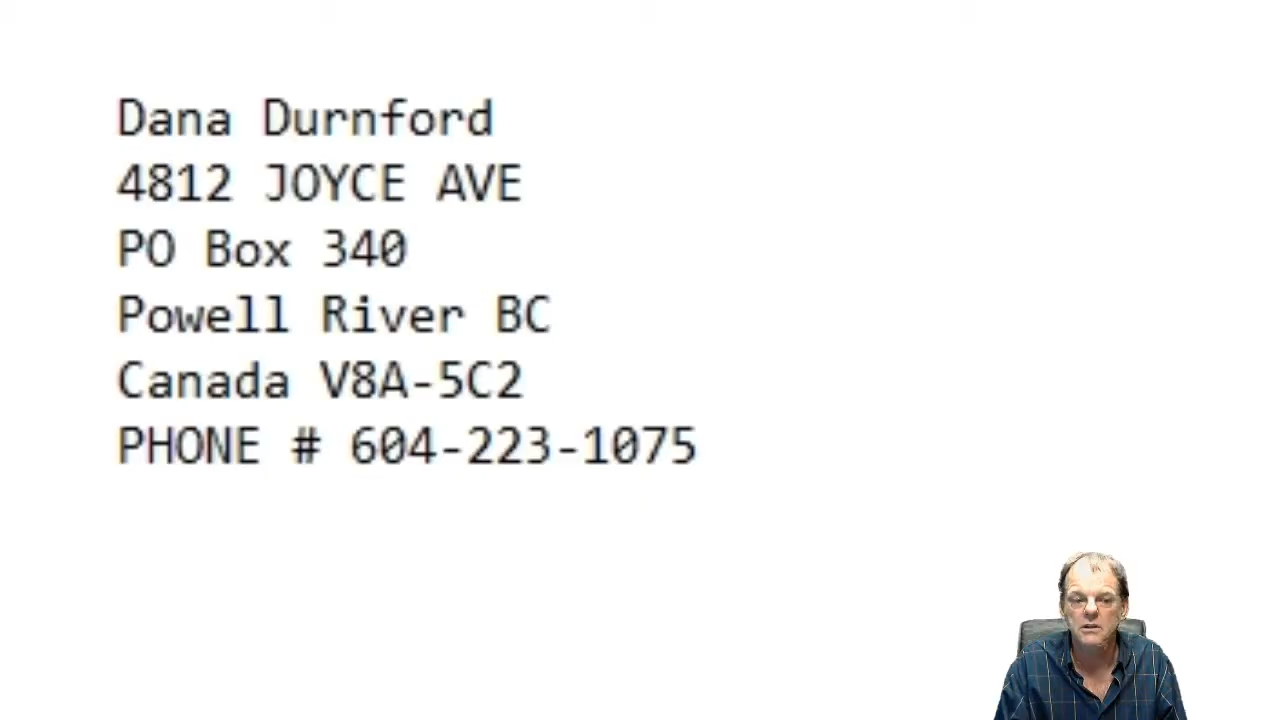 Dana Durnford
4812 JOYCE AVE
PO Box 340
Powell River BC
Canada V8A-5C2
PHONE # 604-223-1075